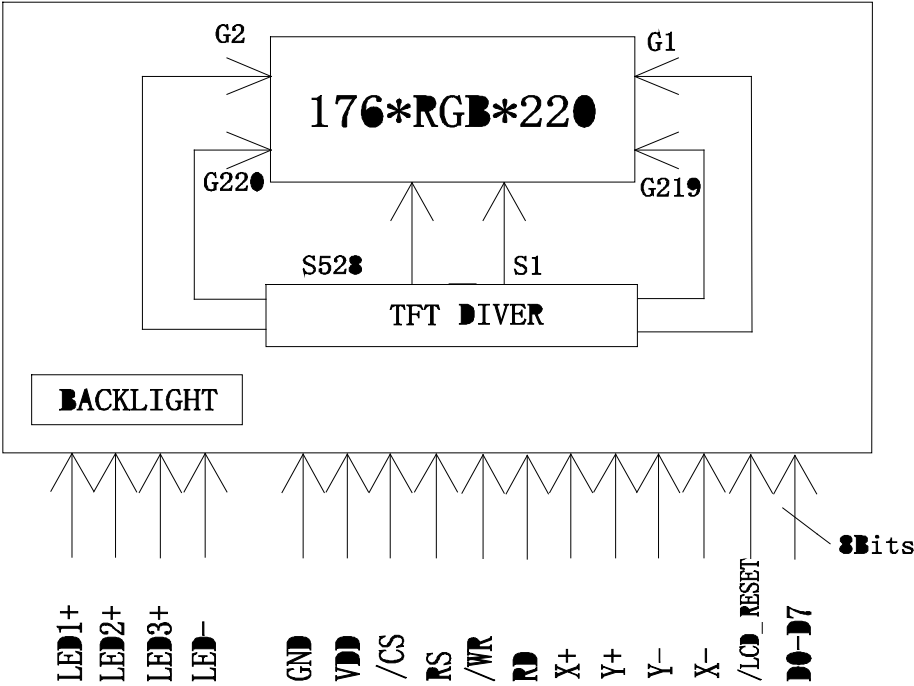 G2
G1
176*RGB*220
G220
G219
S528
S1
TFT DIVER
BACKLIGHT
8Bits
LED1+
LED2+
LED3+
LED-
GND
VDD
/CS
RS
/WR
RD
X+
Y+
Y-
X-
/LCD_RESET
D0-D7